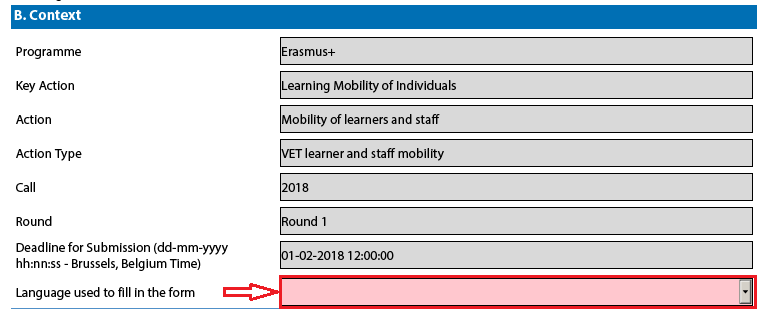 B. Context
Programme
Erasmus+
Key Action
Learning Mobility of Individuals
Action
Mobility of learners and staff
Action Type
VET learner and staff mobility
Call
2018
Round
Round 1
Deadline for Submission (dd-mm-yyyy
hh:nn:ss - Brussels, Belgium Time)
01-02-2018 12:00:00
Language used to fill in the form